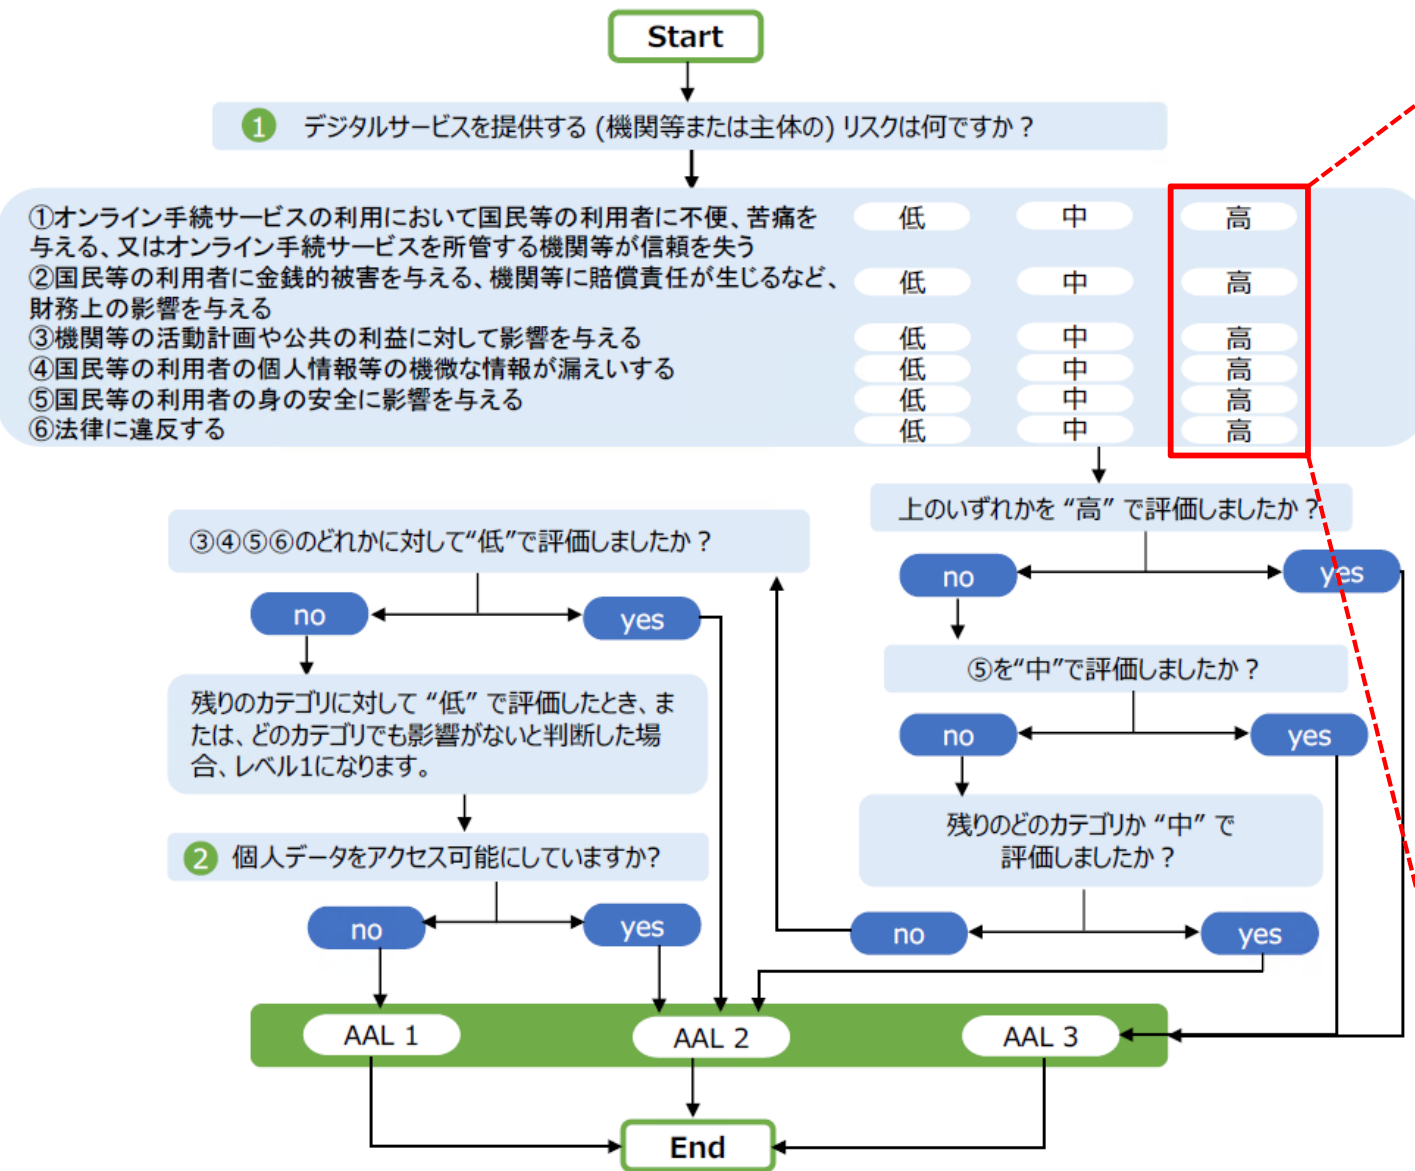 Start
1 デジタルサービスを提供する (機関等または主体の) リスクは何ですか？
①オンライン手続サービスの利用において国民等の利用者に不便、苦痛を
与える、又はオンライン手続サービスを所管する機関等が信頼を失う
低 中 高
②国民等の利用者に金銭的被害を与える、機関等に賠償責任が生じるなど、
財務上の影響を与える
低 中 高
③機関等の活動計画や公共の利益に対して影響を与える 低 中 高
④国民等の利用者の個人情報等の機微な情報が漏えいする 低 中 高
⑤国民等の利用者の身の安全に影響を与える 低 中 高
⑥法律に違反する 低 中 高
上のいずれかを “高” で評価しましたか？
no yes
⑤を“中”で評価しましたか？
no yes
残りのどのカテゴリか “中” で
評価しましたか？
no yes
③④⑤⑥のどれかに対して“低”で評価しましたか？
no yes
残りのカテゴリに対して “低” で評価したとき、ま
たは、どのカテゴリでも影響がないと判断した場
合、レベル1になります。
2 個人データをアクセス可能にしていますか?
no yes
AAL 1 AAL 2 AAL 3
End